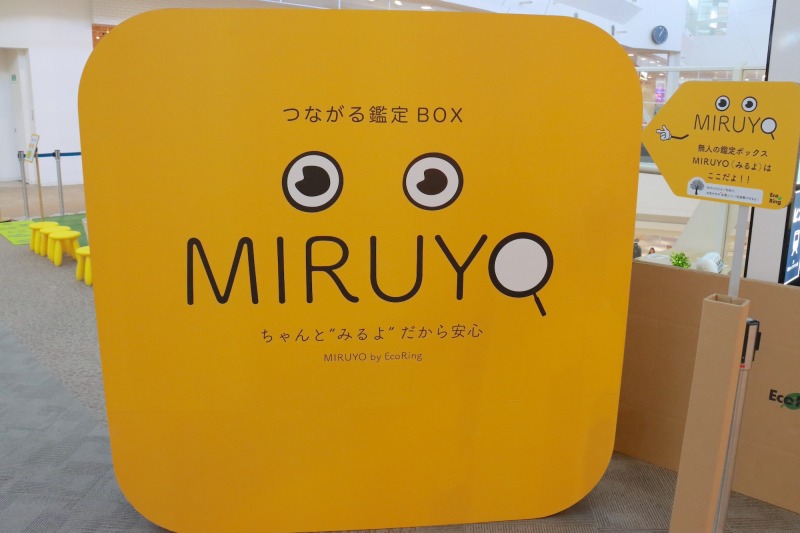 つながる鑑定BOX
MIRUYO
ちゃんと"みるよ"だから安心
MIRUYO by EcoRing
MIRUYO
無人の鑑定ボックス
MIRUYO(みるよ)は
ここだよ!!
Eco
Ring
Eco